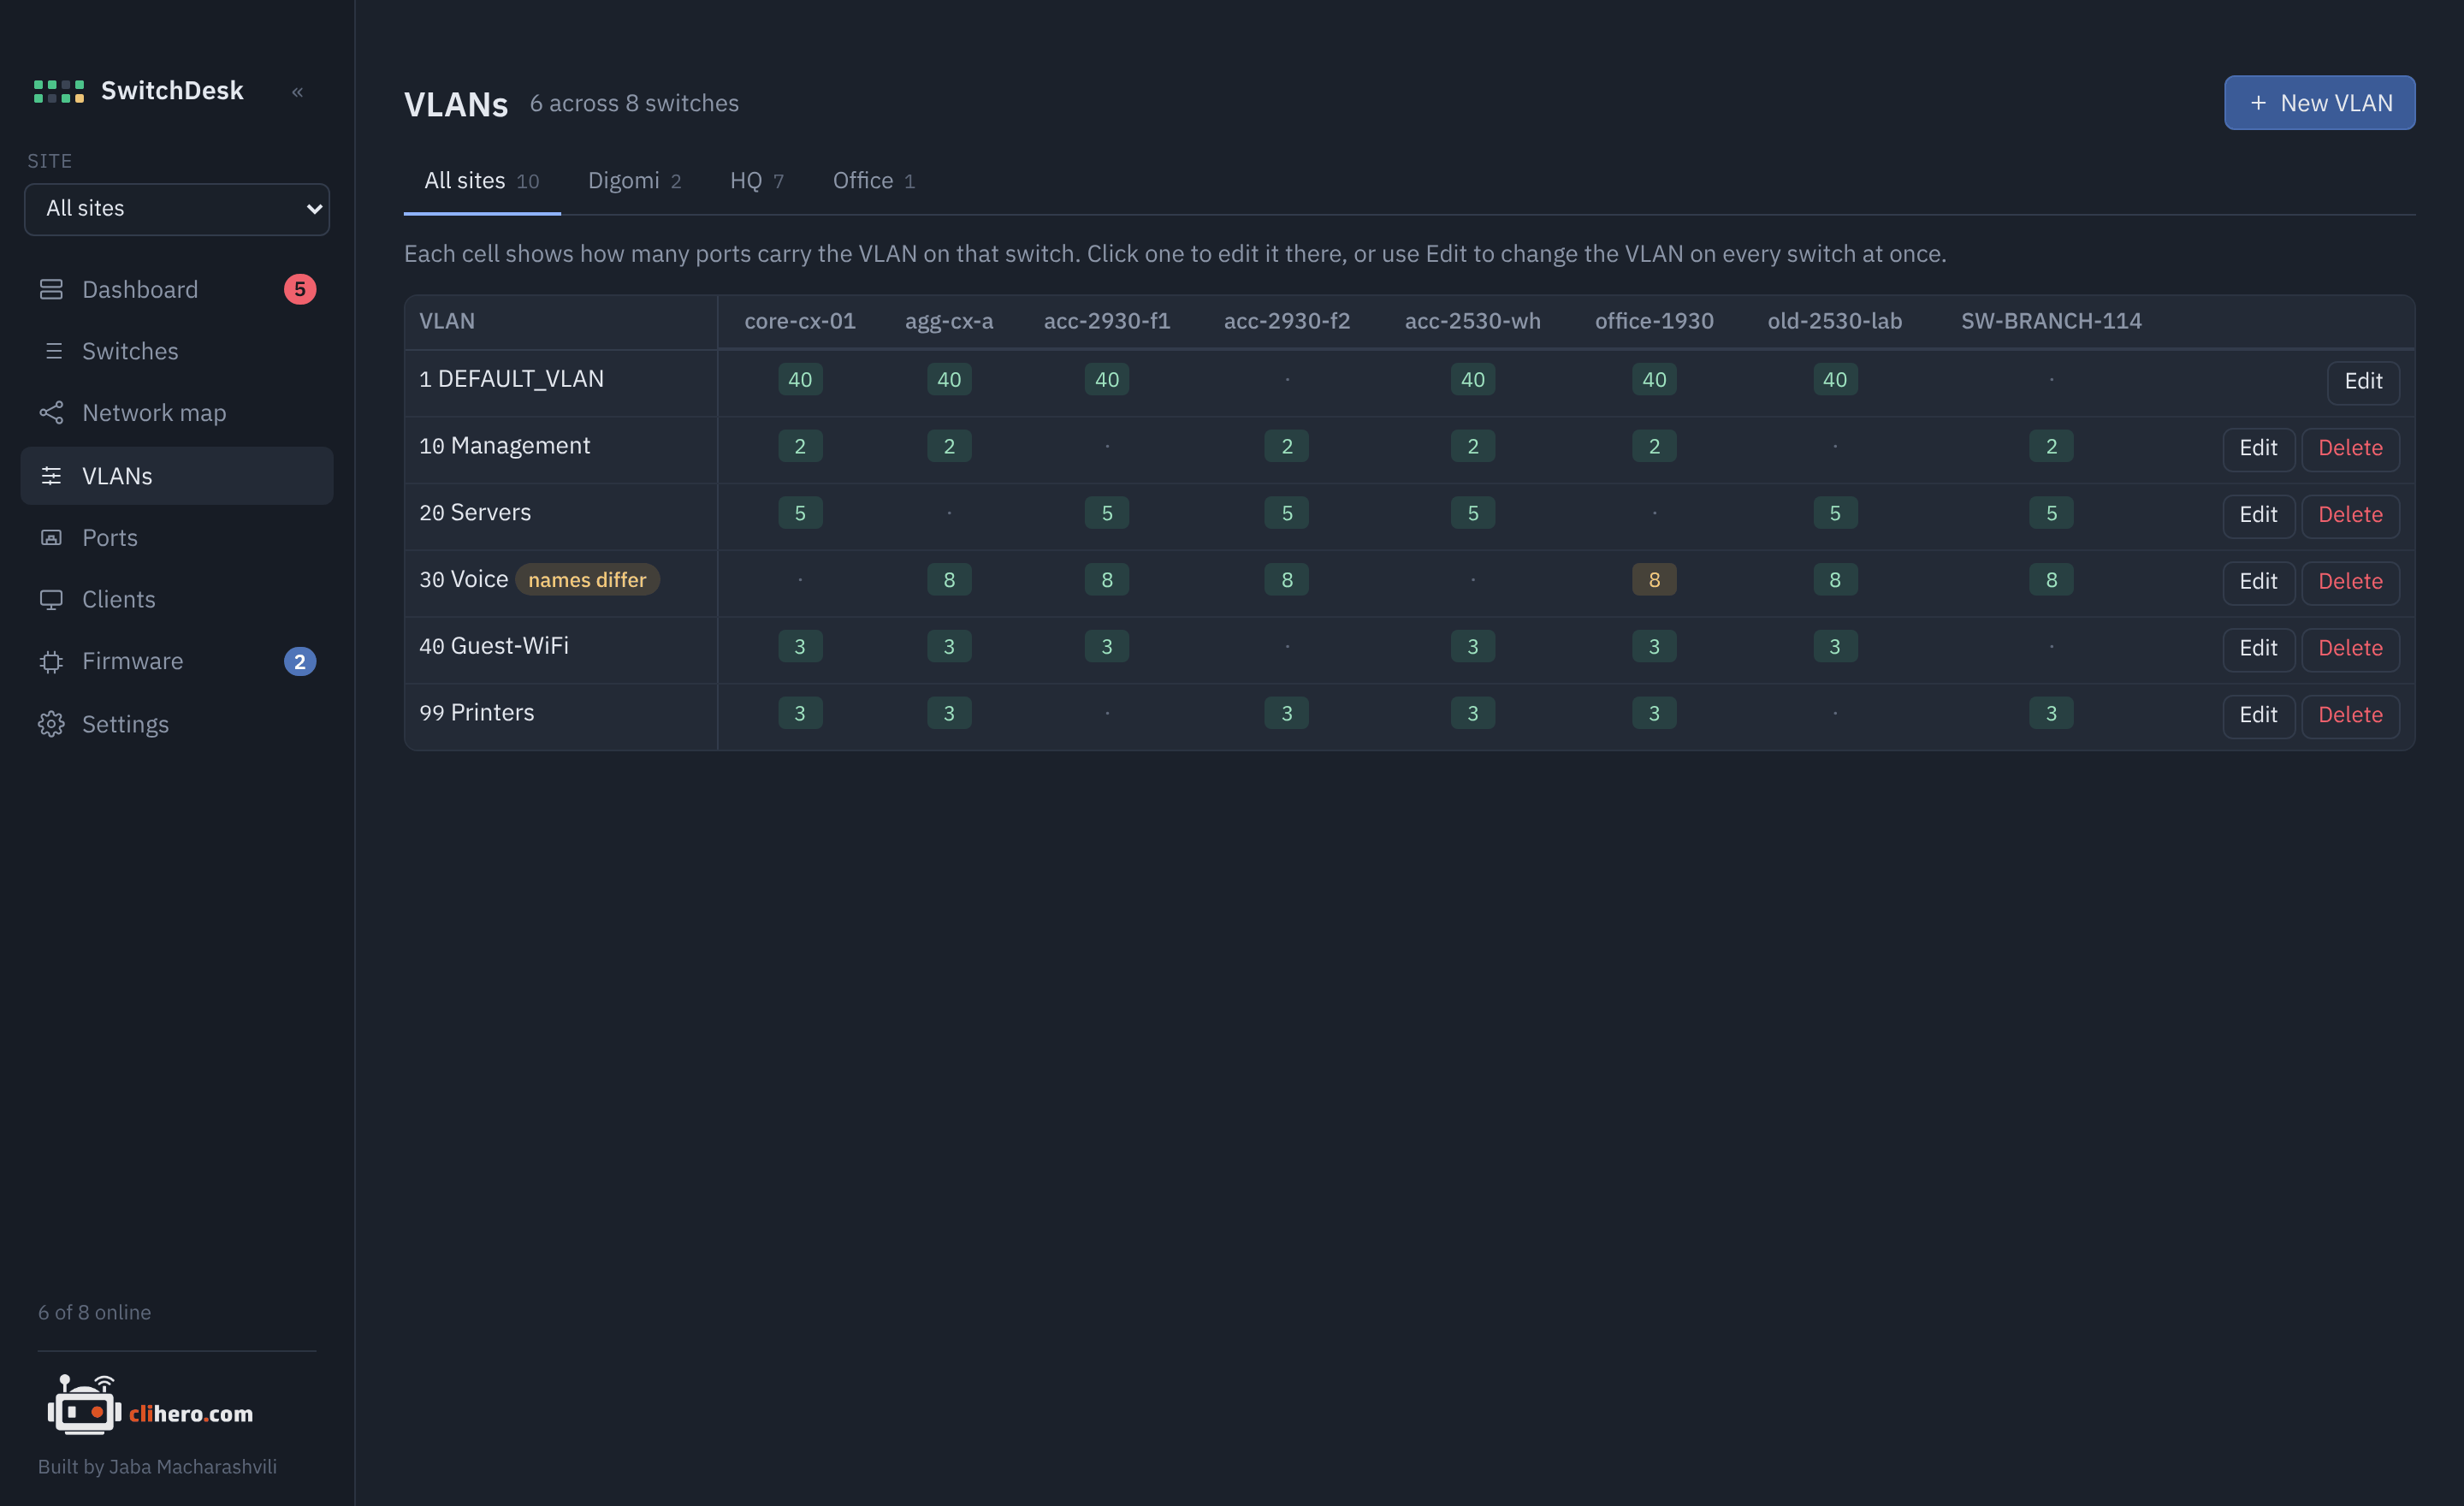 SwitchDesk «
SITE
All sites
Dashboard 5
Switches
Network map
VLANs
Ports
Clients
Firmware 2
Settings
6 of 8 online
clihero.com
Built by Jaba Macharashvili
VLANs 6 across 8 switches
+ New VLAN
All sites 10 Digomi 2 HQ 7 Office 1
Each cell shows how many ports carry the VLAN on that switch. Click one to edit it there, or use Edit to change the VLAN on every switch at once.
VLAN core-cx-01 agg-cx-a acc-2930-f1 acc-2930-f2 acc-2530-wh office-1930 old-2530-lab SW-BRANCH-114
1 DEFAULT_VLAN 40 40 40 · 40 40 40 · Edit
10 Management 2 2 · 2 2 2 · 2 Edit Delete
20 Servers 5 · 5 5 5 · 5 5 Edit Delete
30 Voice names differ · 8 8 8 · 8 8 8 Edit Delete
40 Guest-WiFi 3 3 3 · 3 3 3 · Edit Delete
99 Printers 3 3 · 3 3 3 · 3 Edit Delete